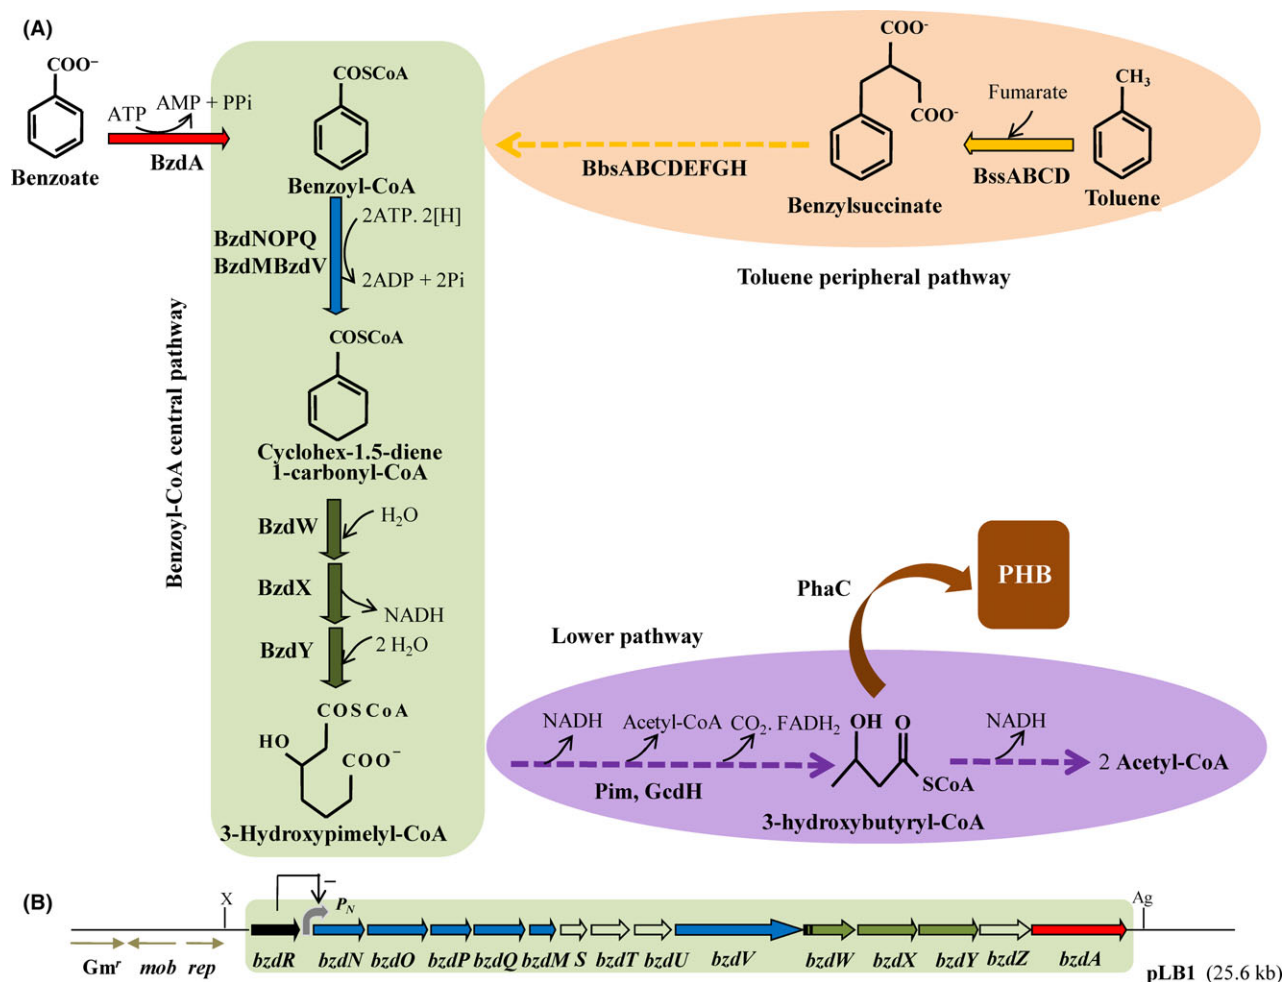 (A)
COO⁻
Benzoate
ATP
AMP + PPi
BzdA
COSCoA
Benzoyl-CoA
BzdNOPQ
BzdMBzdV
2ATP. 2[H]
2ADP + 2Pi
COSCoA
Cyclohex-1.5-diene
1-carbonyl-CoA
BzdW
H₂O
BzdX
NADH
BzdY
2 H₂O
COSCoA
HO
COO⁻
3-Hydroxypimelyl-CoA
Benzoyl-CoA central pathway
BbsABCDEFGH
COO⁻
COO⁻
Benzylsuccinate
Fumarate
BssABCD
CH₃
Toluene
Toluene peripheral pathway
PhaC
PHB
Lower pathway
NADH
Acetyl-CoA
CO₂. FADH₂
Pim, GcdH
OH
O
SCoA
3-hydroxybutyryl-CoA
NADH
2 Acetyl-CoA
(B)
X
–
P_N
Ag
Gmʳ mob rep
bzdR bzdN bzdO bzdP bzdQ bzdM S bzdT bzdU bzdV bzdW bzdX bzdY bzdZ bzdA
pLB1 (25.6 kb)